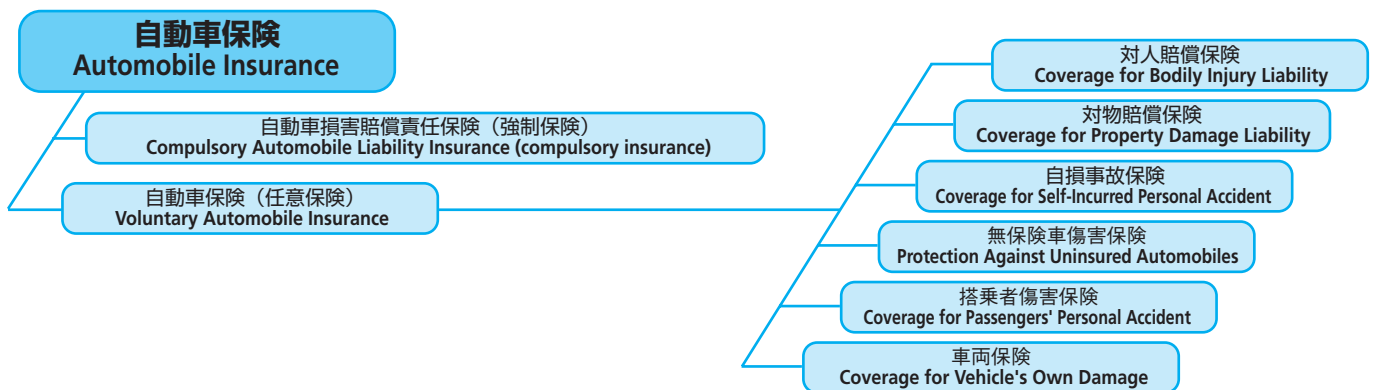 自動車保険
Automobile Insurance
自動車損害賠償責任保険（強制保険）
Compulsory Automobile Liability Insurance (compulsory insurance)
自動車保険（任意保険）
Voluntary Automobile Insurance
対人賠償保険
Coverage for Bodily Injury Liability
対物賠償保険
Coverage for Property Damage Liability
自損事故保険
Coverage for Self-Incurred Personal Accident
無保険車傷害保険
Protection Against Uninsured Automobiles
搭乗者傷害保険
Coverage for Passengers' Personal Accident
車両保険
Coverage for Vehicle's Own Damage